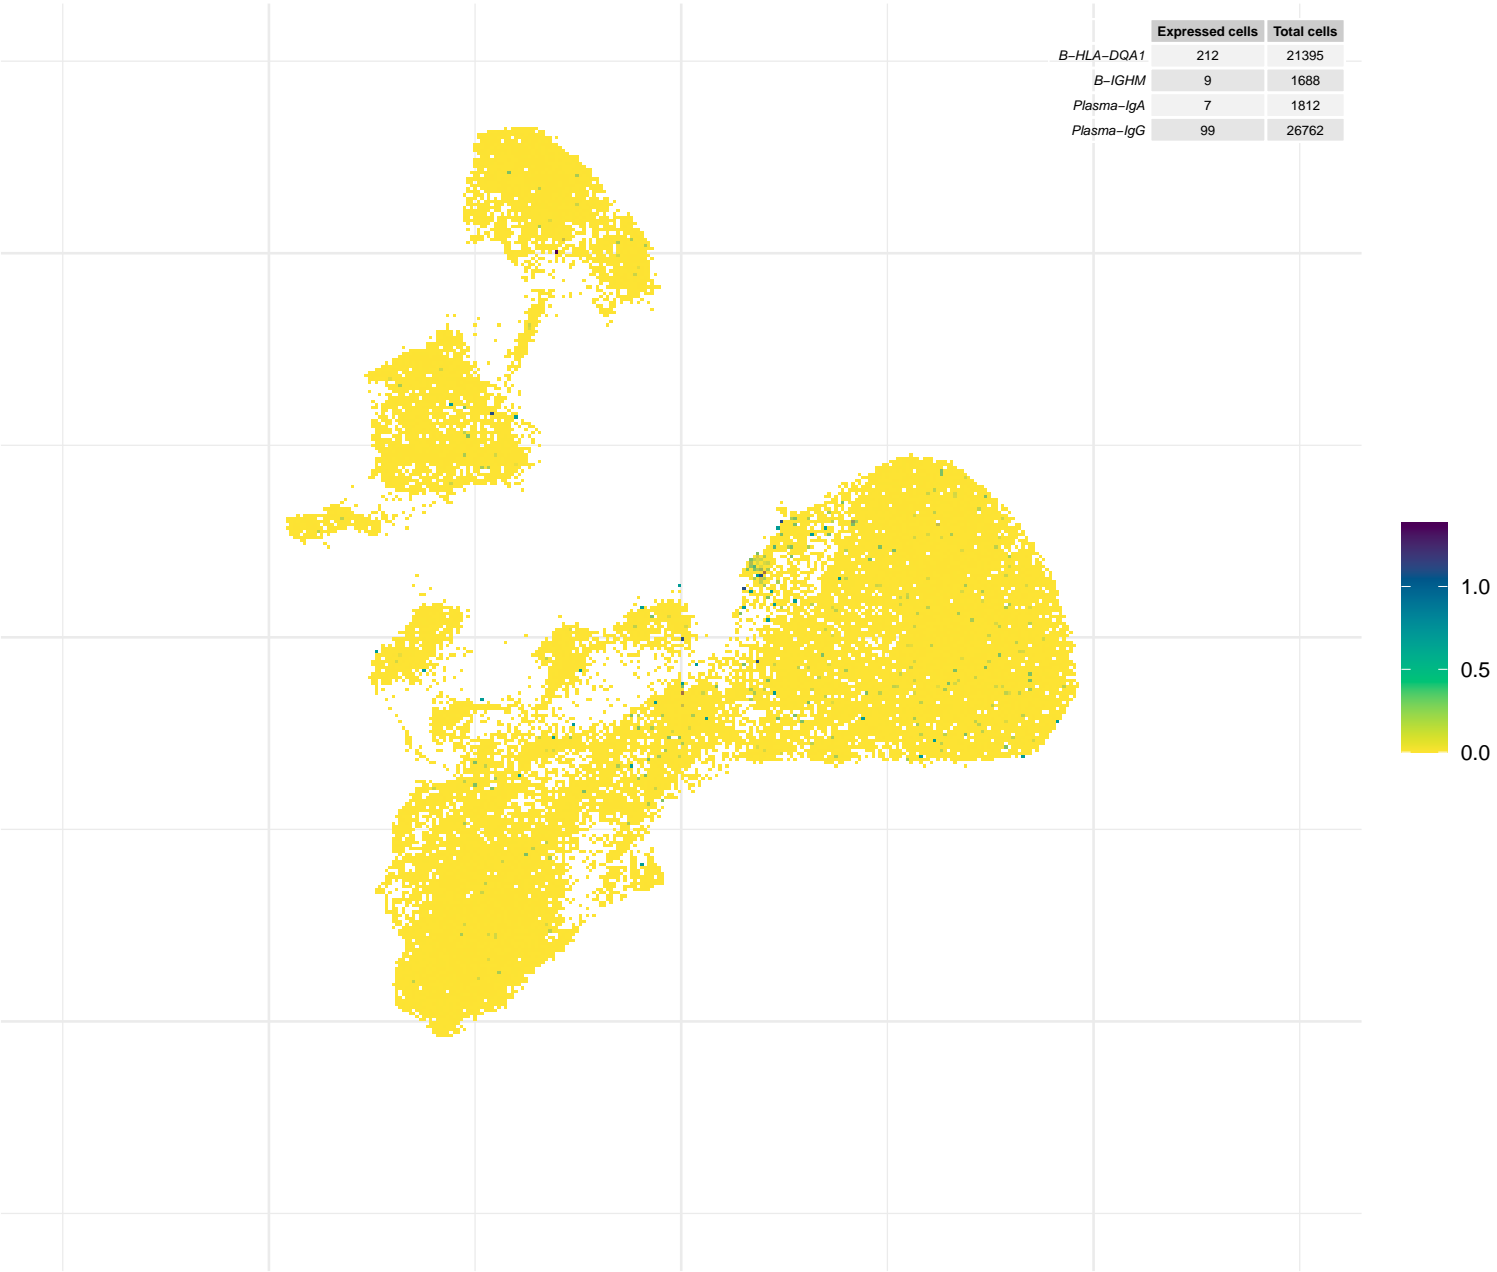 Expressed cells Total cells
B−HLA−DQA1 212 21395
B−IGHM 9 1688
Plasma−IgA 7 1812
Plasma−IgG 99 26762
1.0
0.5
0.0